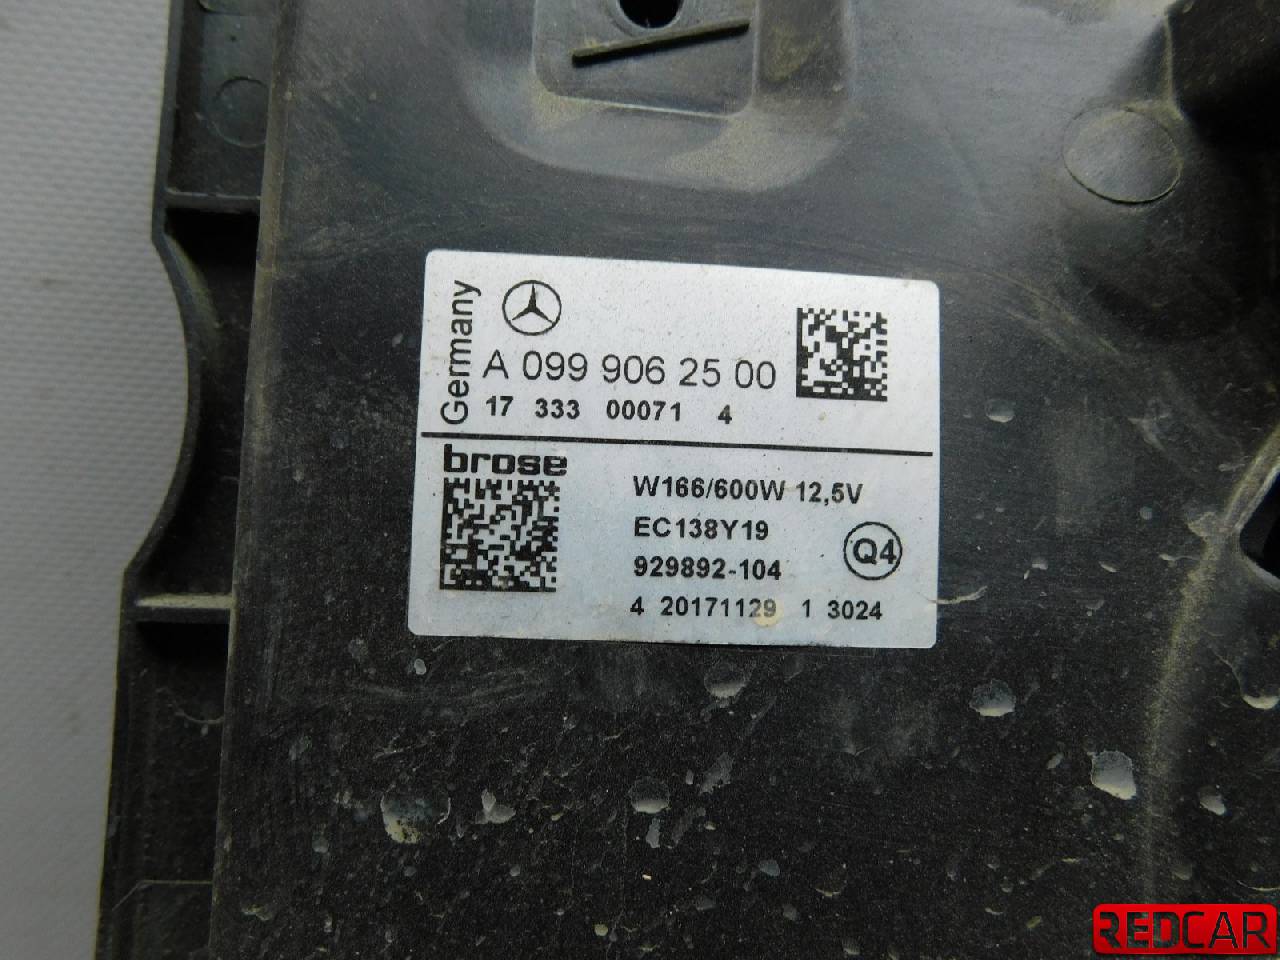 Germany
A 099 906 25 00
17 333 00071 4
brose
W166/600W 12,5V
EC138Y19
929892-104
Q4
4 20171129 1 3024
REDCAR